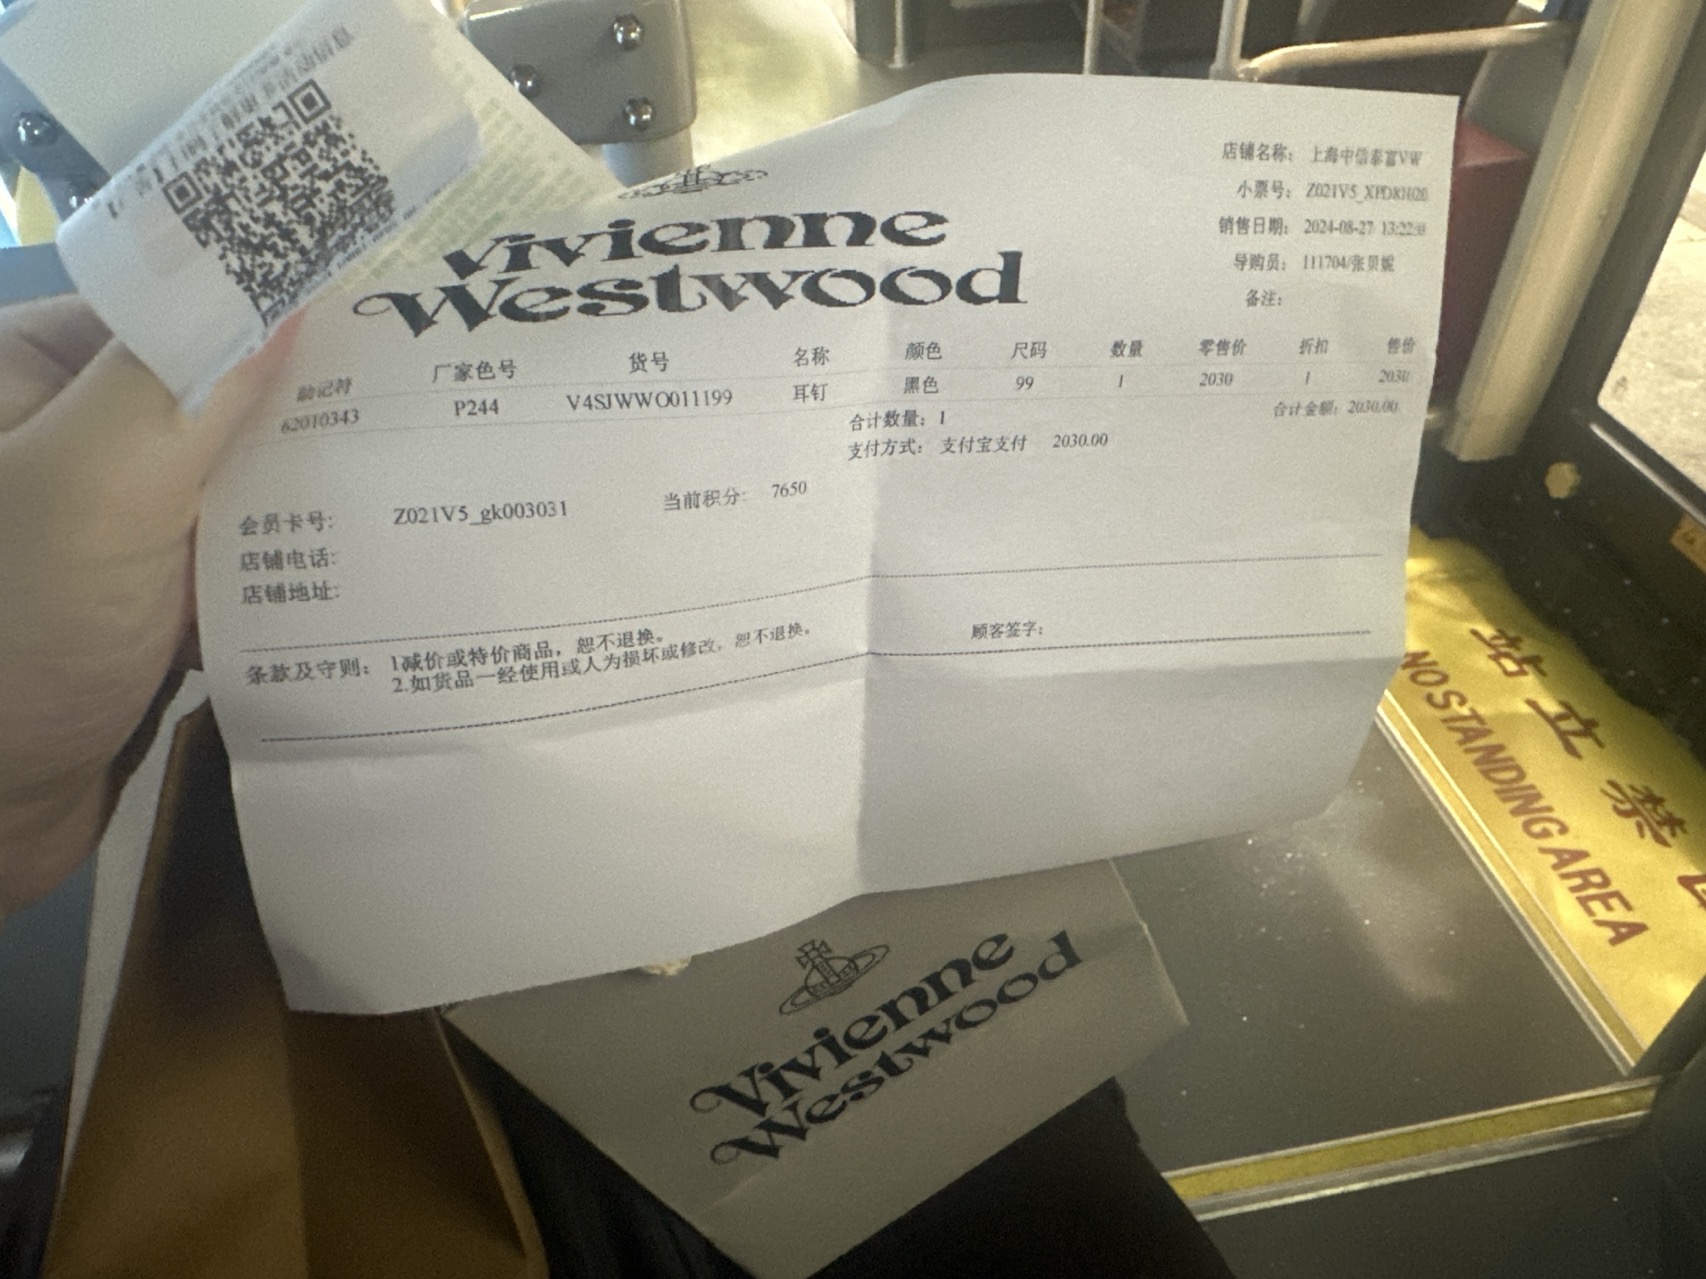 Vivienne
Westwood
店铺名称： 上海中信泰富VW
小票号：
销售日期： 2024-08-27 13:22
导购员： 111704/张贝妮
备注：
助记符 厂家色号 货号 名称 颜色 尺码 数量 零售价 折扣 售价
62010343 P244 V4SJWWO011199 耳钉 黑色 99 1 2030 1 2030
合计数量： 1 合计金额： 2030.00
支付方式： 支付宝支付 2030.00
会员卡号: Z021V5_gk003031 当前积分: 7650
店铺电话:
店铺地址:
条款及守则： 1减价或特价商品，恕不退换。
2.如货品一经使用或人为损坏或修改，恕不退换。
顾客签字：
Vivienne
Westwood
站立禁
NO STANDING AREA